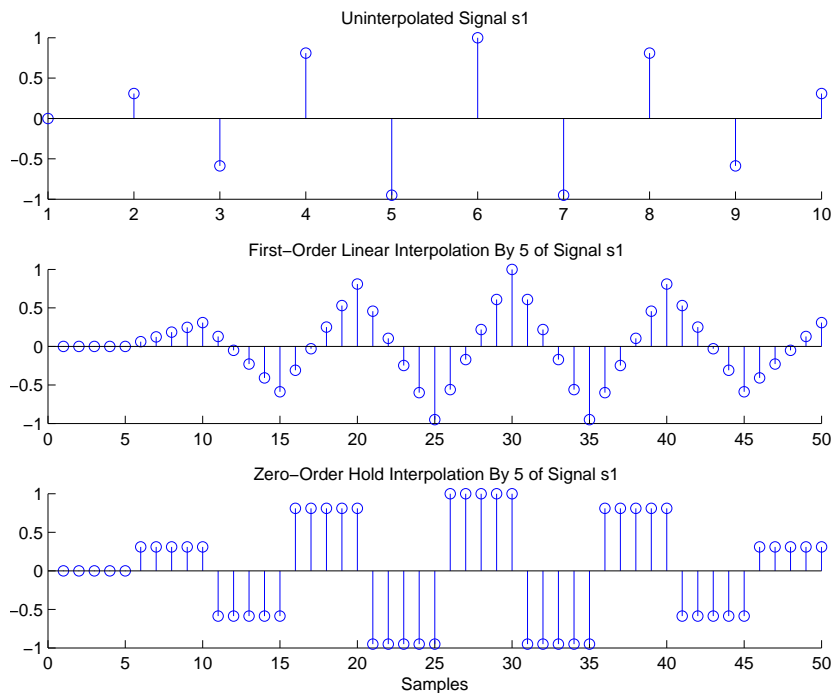 Uninterpolated Signal s1
1
0.5
0
−0.5
−1
1 2 3 4 5 6 7 8 9 10
First−Order Linear Interpolation By 5 of Signal s1
1
0.5
0
−0.5
−1
0 5 10 15 20 25 30 35 40 45 50
Zero−Order Hold Interpolation By 5 of Signal s1
1
0.5
0
−0.5
−1
0 5 10 15 20 25 30 35 40 45 50
Samples